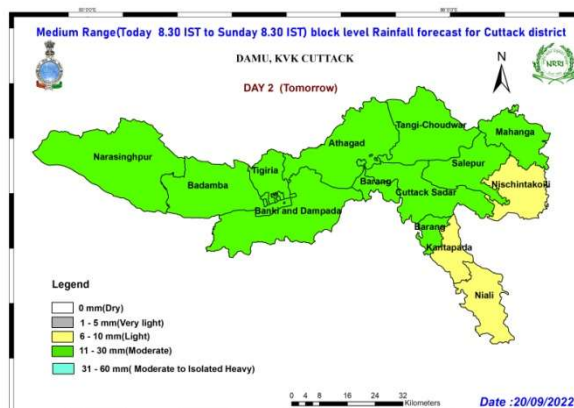 Medium Range(Today 8.30 IST to Sunday 8.30 IST) block level Rainfall forecast for Cuttack district
DAMU, KVK CUTTACK
N
NRRI
DAY 2 (Tomorrow)
Tangi-Choudwar
Mahanga
Athagad
Narasinghpur
Salepur
Tigiria
Badamba
Barang
Nischintakoili
Cuttack Sadar
Banki and Dampada
Barang
Kantapada
Niali
Legend
0 mm(Dry)
1 - 5 mm(Very light)
6 - 10 mm(Light)
11 - 30 mm(Moderate)
31 - 60 mm( Moderate to Isolated Heavy)
0 4 8 16 24 32
Kilometers
Date :20/09/2022